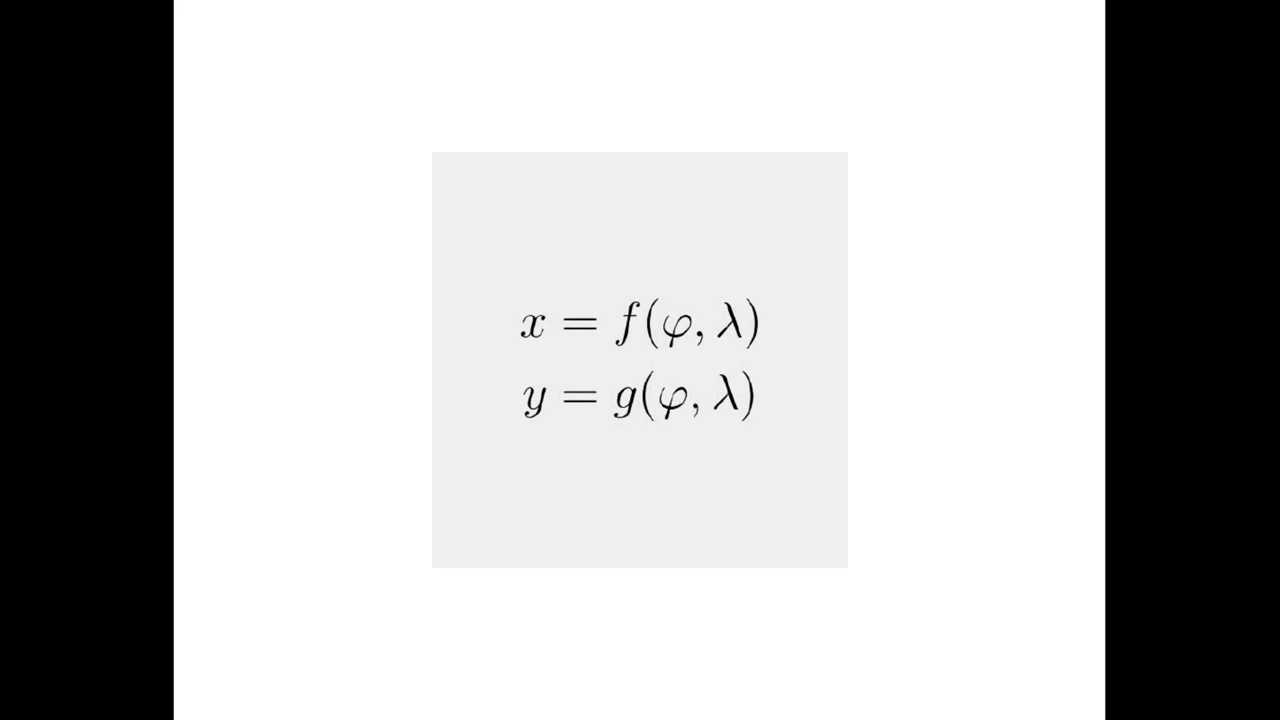 x = f(φ, λ)
y = g(φ, λ)